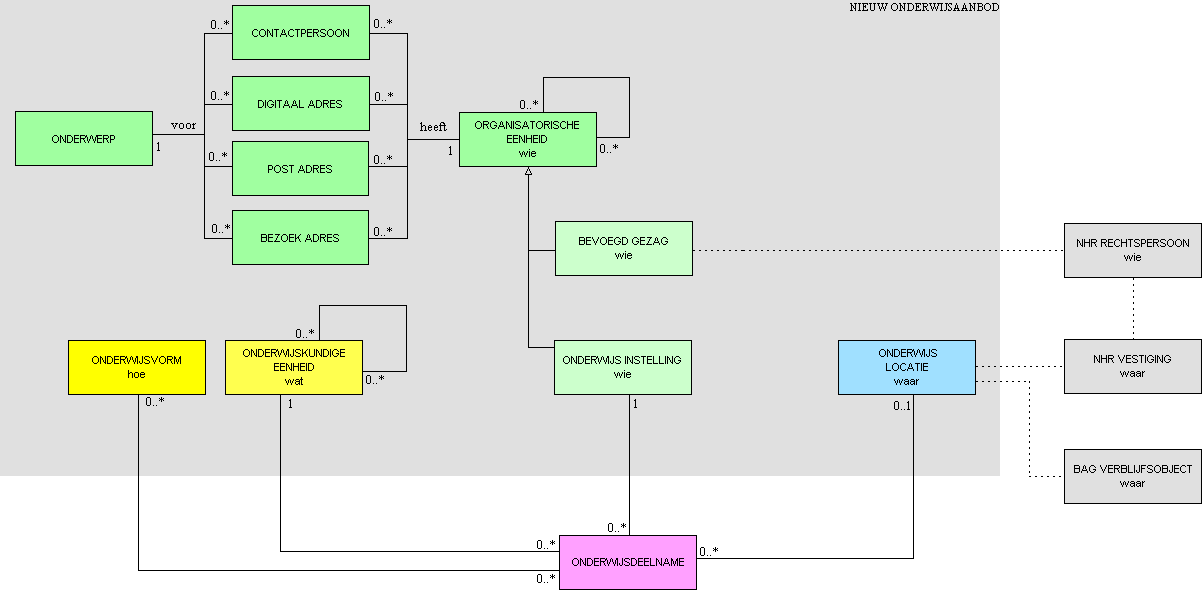 NIEUW ONDERWIJSAANBOD
0..*
CONTACTPERSOON
0..*
0..*
DIGITAAL ADRES
0..*
0..*
ONDERWERP
voor
1
heeft
1
ORGANISATORISCHE
EENHEID
wie
0..*
0..*
POST ADRES
0..*
0..*
BEZOEK ADRES
0..*
BEVOEGD GEZAG
wie
NHR RECHTSPERSOON
wie
0..*
ONDERWIJSVORM
hoe
ONDERWIJSKUNDIGE
EENHEID
wat
0..*
ONDERWIJS INSTELLING
wie
ONDERWIJS
LOCATIE
waar
NHR VESTIGING
waar
0..*
1
1
0..1
BAG VERBLIJFSOBJECT
waar
0..*
0..*
0..*
ONDERWIJSDEELNAME
0..*